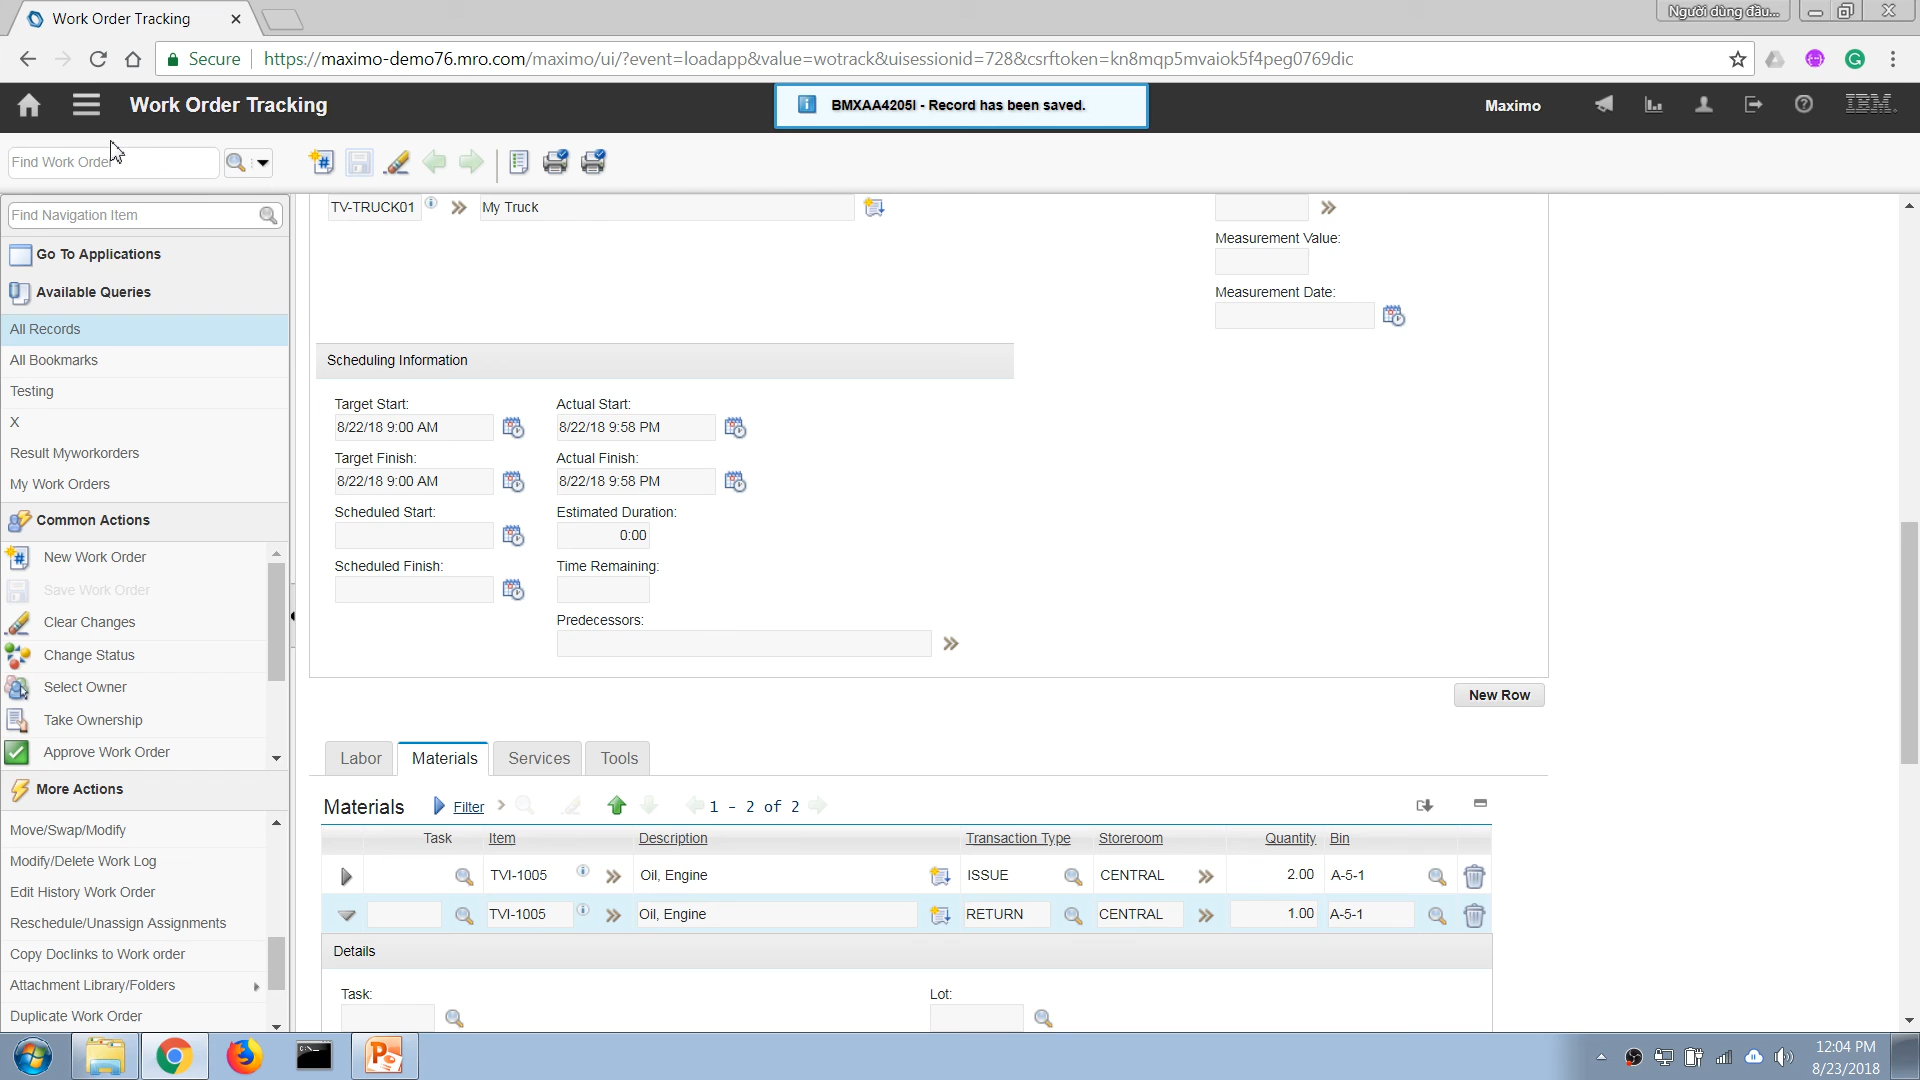 Work Order Tracking
Người dùng đầu...
Secure
https://maximo-demo76.mro.com/maximo/ui/?event=loadapp&value=wotrack&uisessionid=728&csrftoken=kn8mqp5mvaiok5f4peg0769dic
Work Order Tracking
BMXAA4205I - Record has been saved.
Maximo
IBM.
Find Work Order
Find Navigation Item
Go To Applications
Available Queries
All Records
All Bookmarks
Testing
X
Result Myworkorders
My Work Orders
Common Actions
New Work Order
Save Work Order
Clear Changes
Change Status
Select Owner
Take Ownership
Approve Work Order
More Actions
Move/Swap/Modify
Modify/Delete Work Log
Edit History Work Order
Reschedule/Unassign Assignments
Copy Doclinks to Work order
Attachment Library/Folders
Duplicate Work Order
TV-TRUCK01 My Truck
Measurement Value:
Measurement Date:
Scheduling Information
Target Start: Actual Start:
8/22/18 9:00 AM 8/22/18 9:58 PM
Target Finish: Actual Finish:
8/22/18 9:00 AM 8/22/18 9:58 PM
Scheduled Start: Estimated Duration:
0:00
Scheduled Finish: Time Remaining:
Predecessors:
New Row
Labor Materials Services Tools
Materials Filter 1 - 2 of 2
Task Item Description Transaction Type Storeroom Quantity Bin
TVI-1005 Oil, Engine ISSUE CENTRAL 2.00 A-5-1
TVI-1005 Oil, Engine RETURN CENTRAL 1.00 A-5-1
Details
Task: Lot:
12:04 PM
8/23/2018